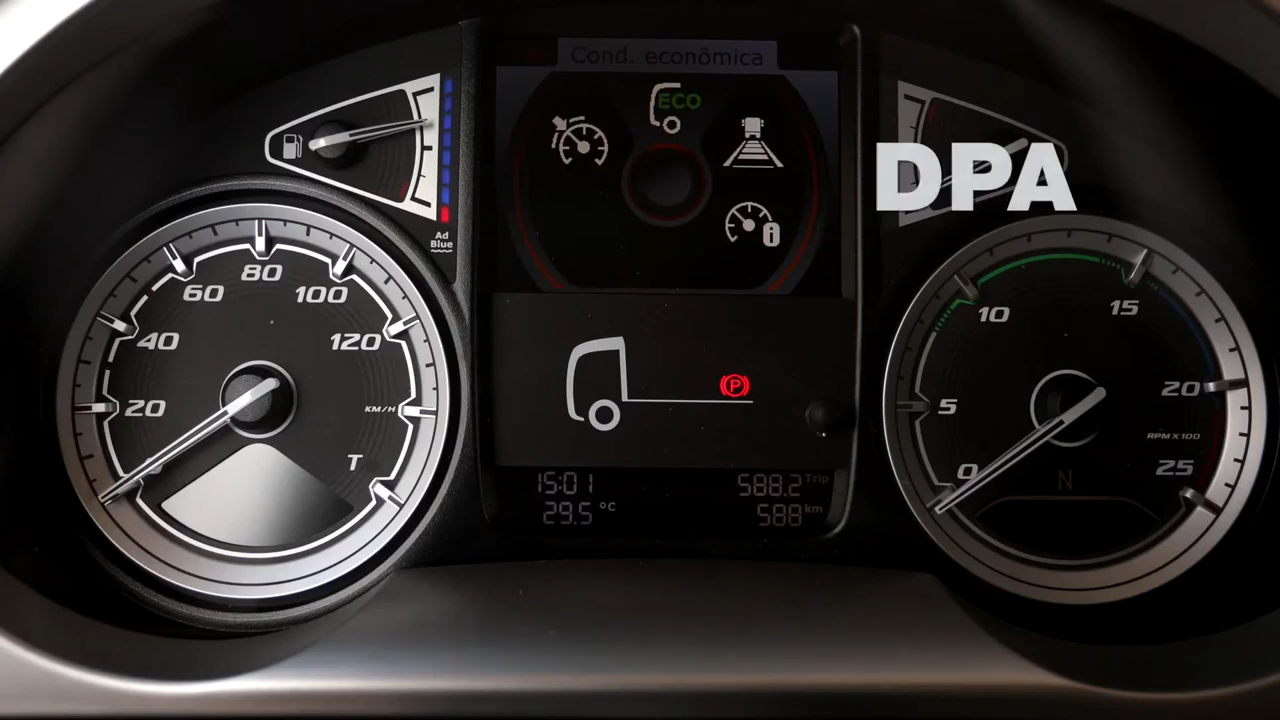 Cond. econômica
ECO
DPA
Ad
Blue
20
40
60
80
100
120
KM/H
T
P
i
15:01
588.2 Trip
29.5 °C
588 km
0
5
10
15
20
25
RPM X 100
N